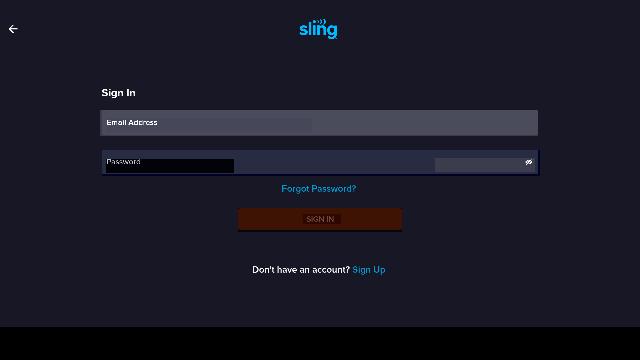 sling
Sign In
Email Address
Password
Forgot Password?
SIGN IN
Don't have an account? Sign Up